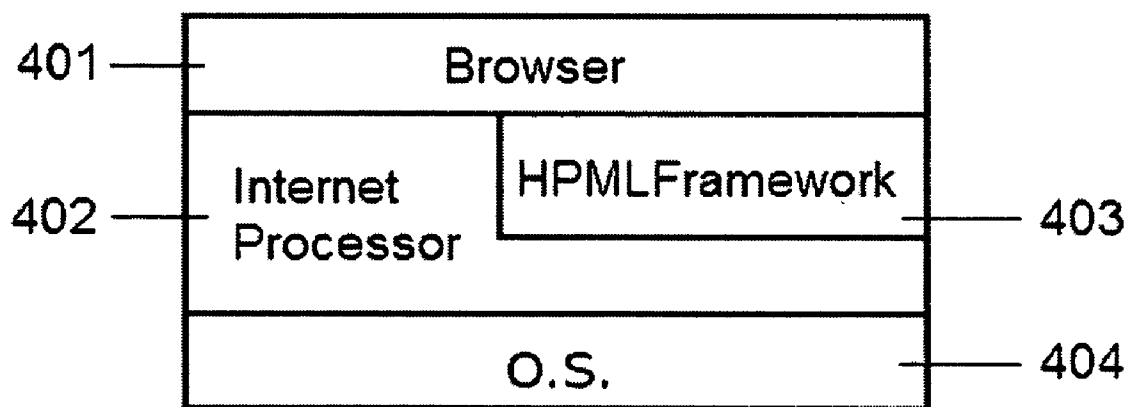 401
Browser
402
Internet
Processor
HPMLFramework
403
O.S.
404